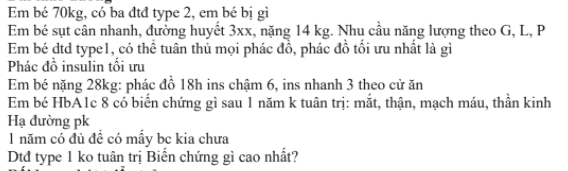 Em bé 70kg, có ba đtđ type 2, em bé bị gì
Em bé sụt cân nhanh, đường huyết 3xx, nặng 14 kg. Nhu cầu năng lượng theo G, L, P
Em bé dtd type1, có thể tuân thủ mọi phác đồ, phác đồ tối ưu nhất là gì
Phác đồ insulin tối ưu
Em bé nặng 28kg: phác đồ 18h ins chậm 6, ins nhanh 3 theo cử ăn
Em bé HbA1c 8 có biến chứng gì sau 1 năm k tuân trị: mắt, thận, mạch máu, thần kinh
Hạ đường pk
1 năm có đủ để có mấy bc kia chưa
Dtđ type 1 ko tuân trị Biến chứng gì cao nhất?